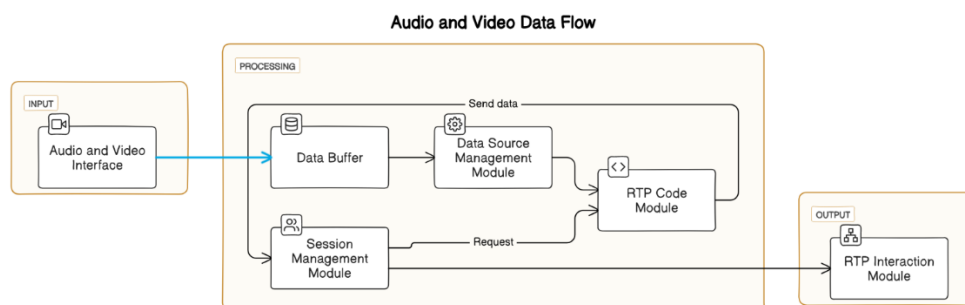 Audio and Video Data Flow
PROCESSING
INPUT
Send data
Audio and Video
Interface
Data Buffer
Data Source
Management
Module
RTP Code
Module
Session
Management
Module
Request
OUTPUT
RTP Interaction
Module